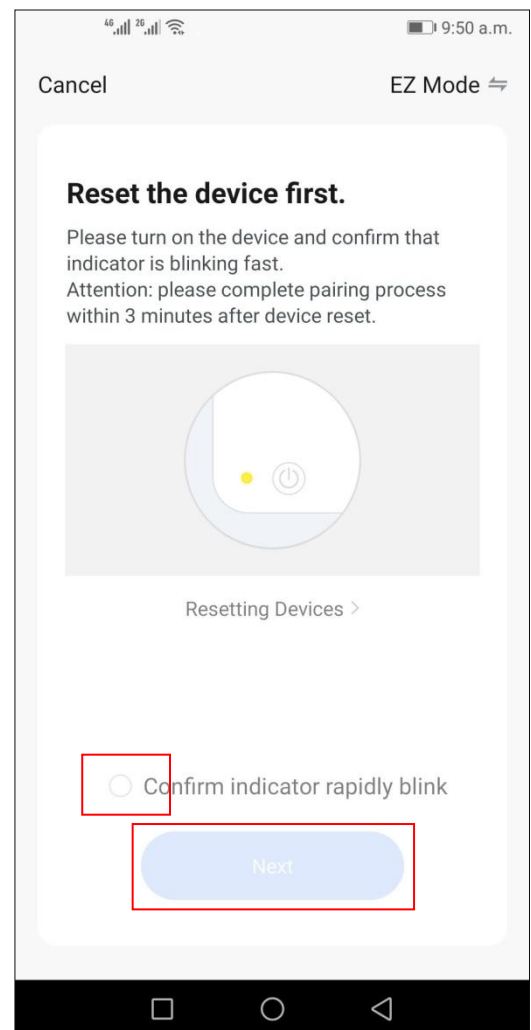 4G 2G 9:50 a.m.
Cancel EZ Mode
Reset the device first.
Please turn on the device and confirm that
indicator is blinking fast.
Attention: please complete pairing process
within 3 minutes after device reset.
Resetting Devices >
Confirm indicator rapidly blink
Next